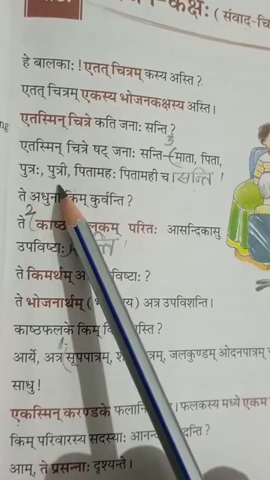 कक्षः (संवाद-चि
हे बालकाः ! एतत् चित्रम् कस्य अस्ति ?
एतत् चित्रम् एकस्य भोजनकक्षस्य अस्ति।
एतस्मिन् चित्रे कति जनाः सन्ति ?
एतस्मिन् चित्रे षट् जनाः सन्ति- माता, पिता,
पुत्रः, पुत्री, पितामहः पितामही च। सन्ति !
ते अधुना किम् कुर्वन्ति ?
ते परितः आसन्दिकासु
उपविष्टाः
ते किमर्थम्
ते भोजनार्थम् अत्र उपविशन्ति।
काष्ठफलके किम्
आर्ये, अत्र सूपपात्रम्, जलकुण्डम् ओदनपात्रम्
साधु !
एकस्मिन् करण्डके फलानि फलकस्य मध्ये एकम
किम् परिवारस्य सदस्याः
आम्, ते प्रसन्नाः दृश्यन्ते।